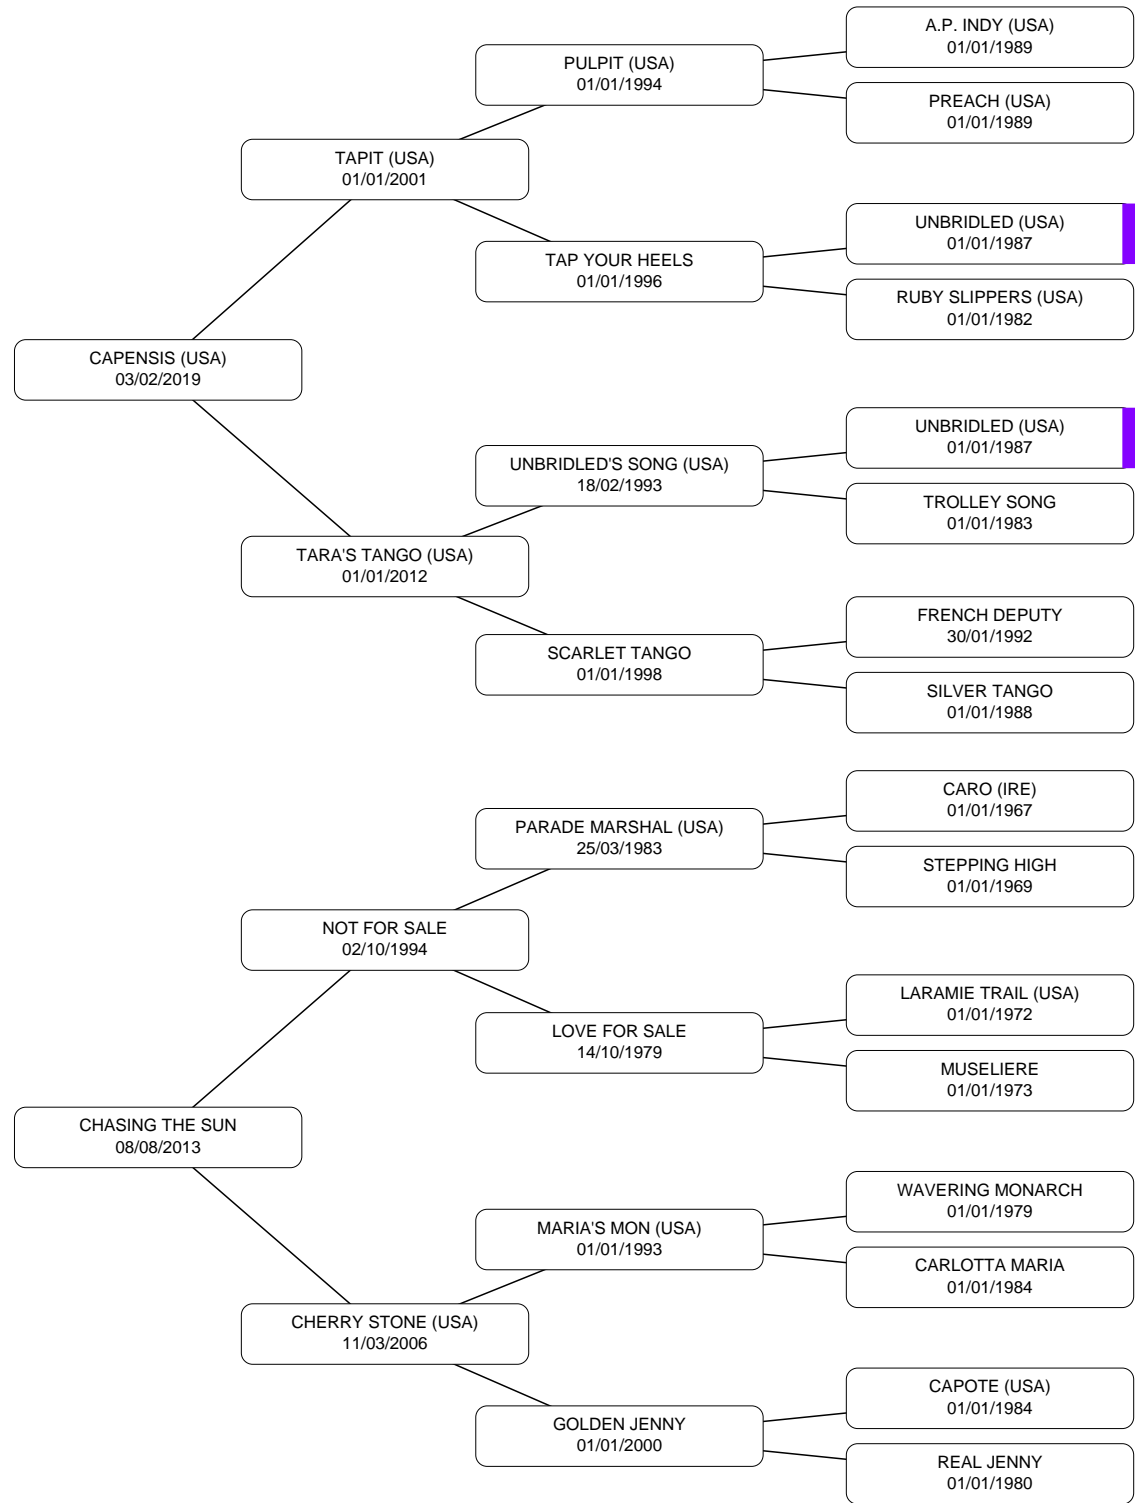 A.P. INDY (USA)
01/01/1989
PULPIT (USA)
01/01/1994
PREACH (USA)
01/01/1989
TAPIT (USA)
01/01/2001
UNBRIDLED (USA)
01/01/1987
TAP YOUR HEELS
01/01/1996
RUBY SLIPPERS (USA)
01/01/1982
CAPENSIS (USA)
03/02/2019
UNBRIDLED (USA)
01/01/1987
UNBRIDLED'S SONG (USA)
18/02/1993
TROLLEY SONG
01/01/1983
TARA'S TANGO (USA)
01/01/2012
FRENCH DEPUTY
30/01/1992
SCARLET TANGO
01/01/1998
SILVER TANGO
01/01/1988
CARO (IRE)
01/01/1967
PARADE MARSHAL (USA)
25/03/1983
STEPPING HIGH
01/01/1969
NOT FOR SALE
02/10/1994
LARAMIE TRAIL (USA)
01/01/1972
LOVE FOR SALE
14/10/1979
MUSELIERE
01/01/1973
CHASING THE SUN
08/08/2013
WAVERING MONARCH
01/01/1979
MARIA'S MON (USA)
01/01/1993
CARLOTTA MARIA
01/01/1984
CHERRY STONE (USA)
11/03/2006
CAPOTE (USA)
01/01/1984
GOLDEN JENNY
01/01/2000
REAL JENNY
01/01/1980